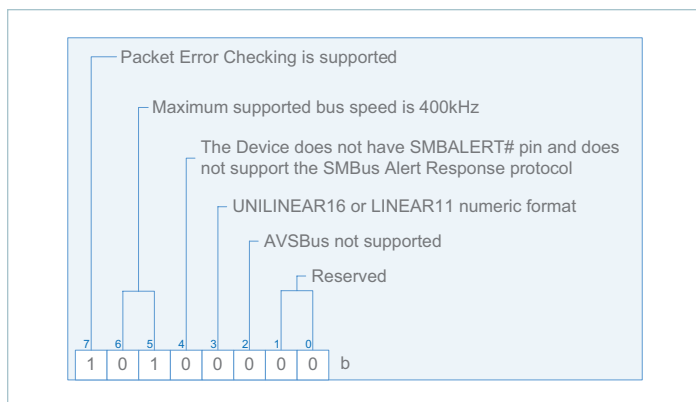 Packet Error Checking is supported
Maximum supported bus speed is 400kHz
The Device does not have SMBALERT# pin and does
not support the SMBus Alert Response protocol
UNILINEAR16 or LINEAR11 numeric format
AVSBus not supported
Reserved
7 6 5 4 3 2 1 0
1 0 1 0 0 0 0 0 b